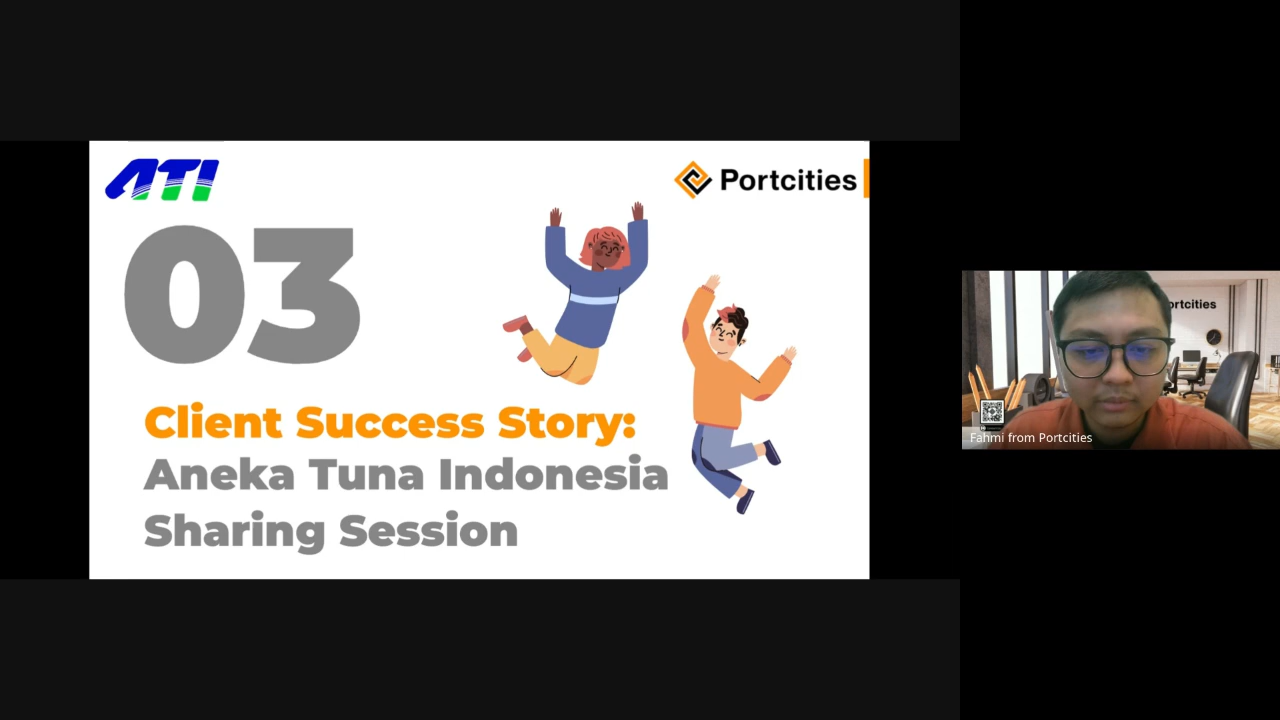 ATI
Portcities
03
Client Success Story:
Aneka Tuna Indonesia
Sharing Session
ortcities
Fahmi from Portcities